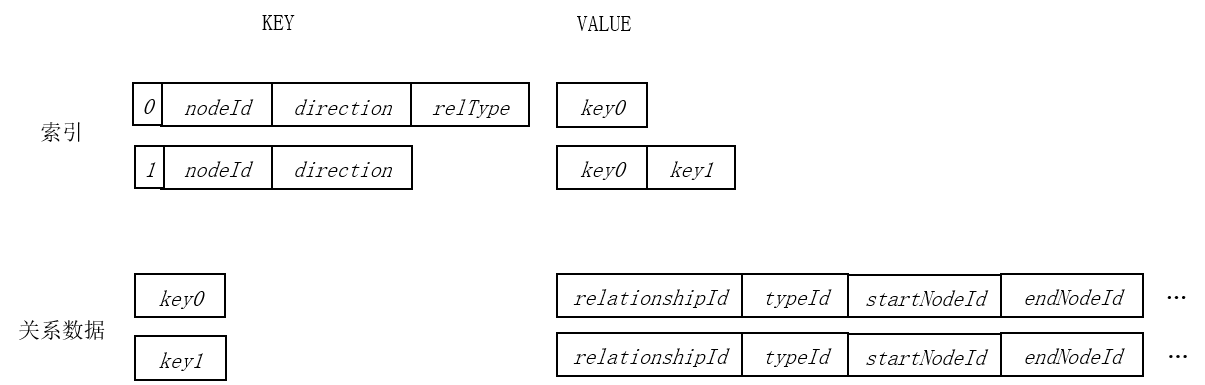 KEY VALUE
0 nodeId direction relType key0
索引
1 nodeId direction key0 key1
key0 relationshipId typeId startNodeId endNodeId …
关系数据
key1 relationshipId typeId startNodeId endNodeId …